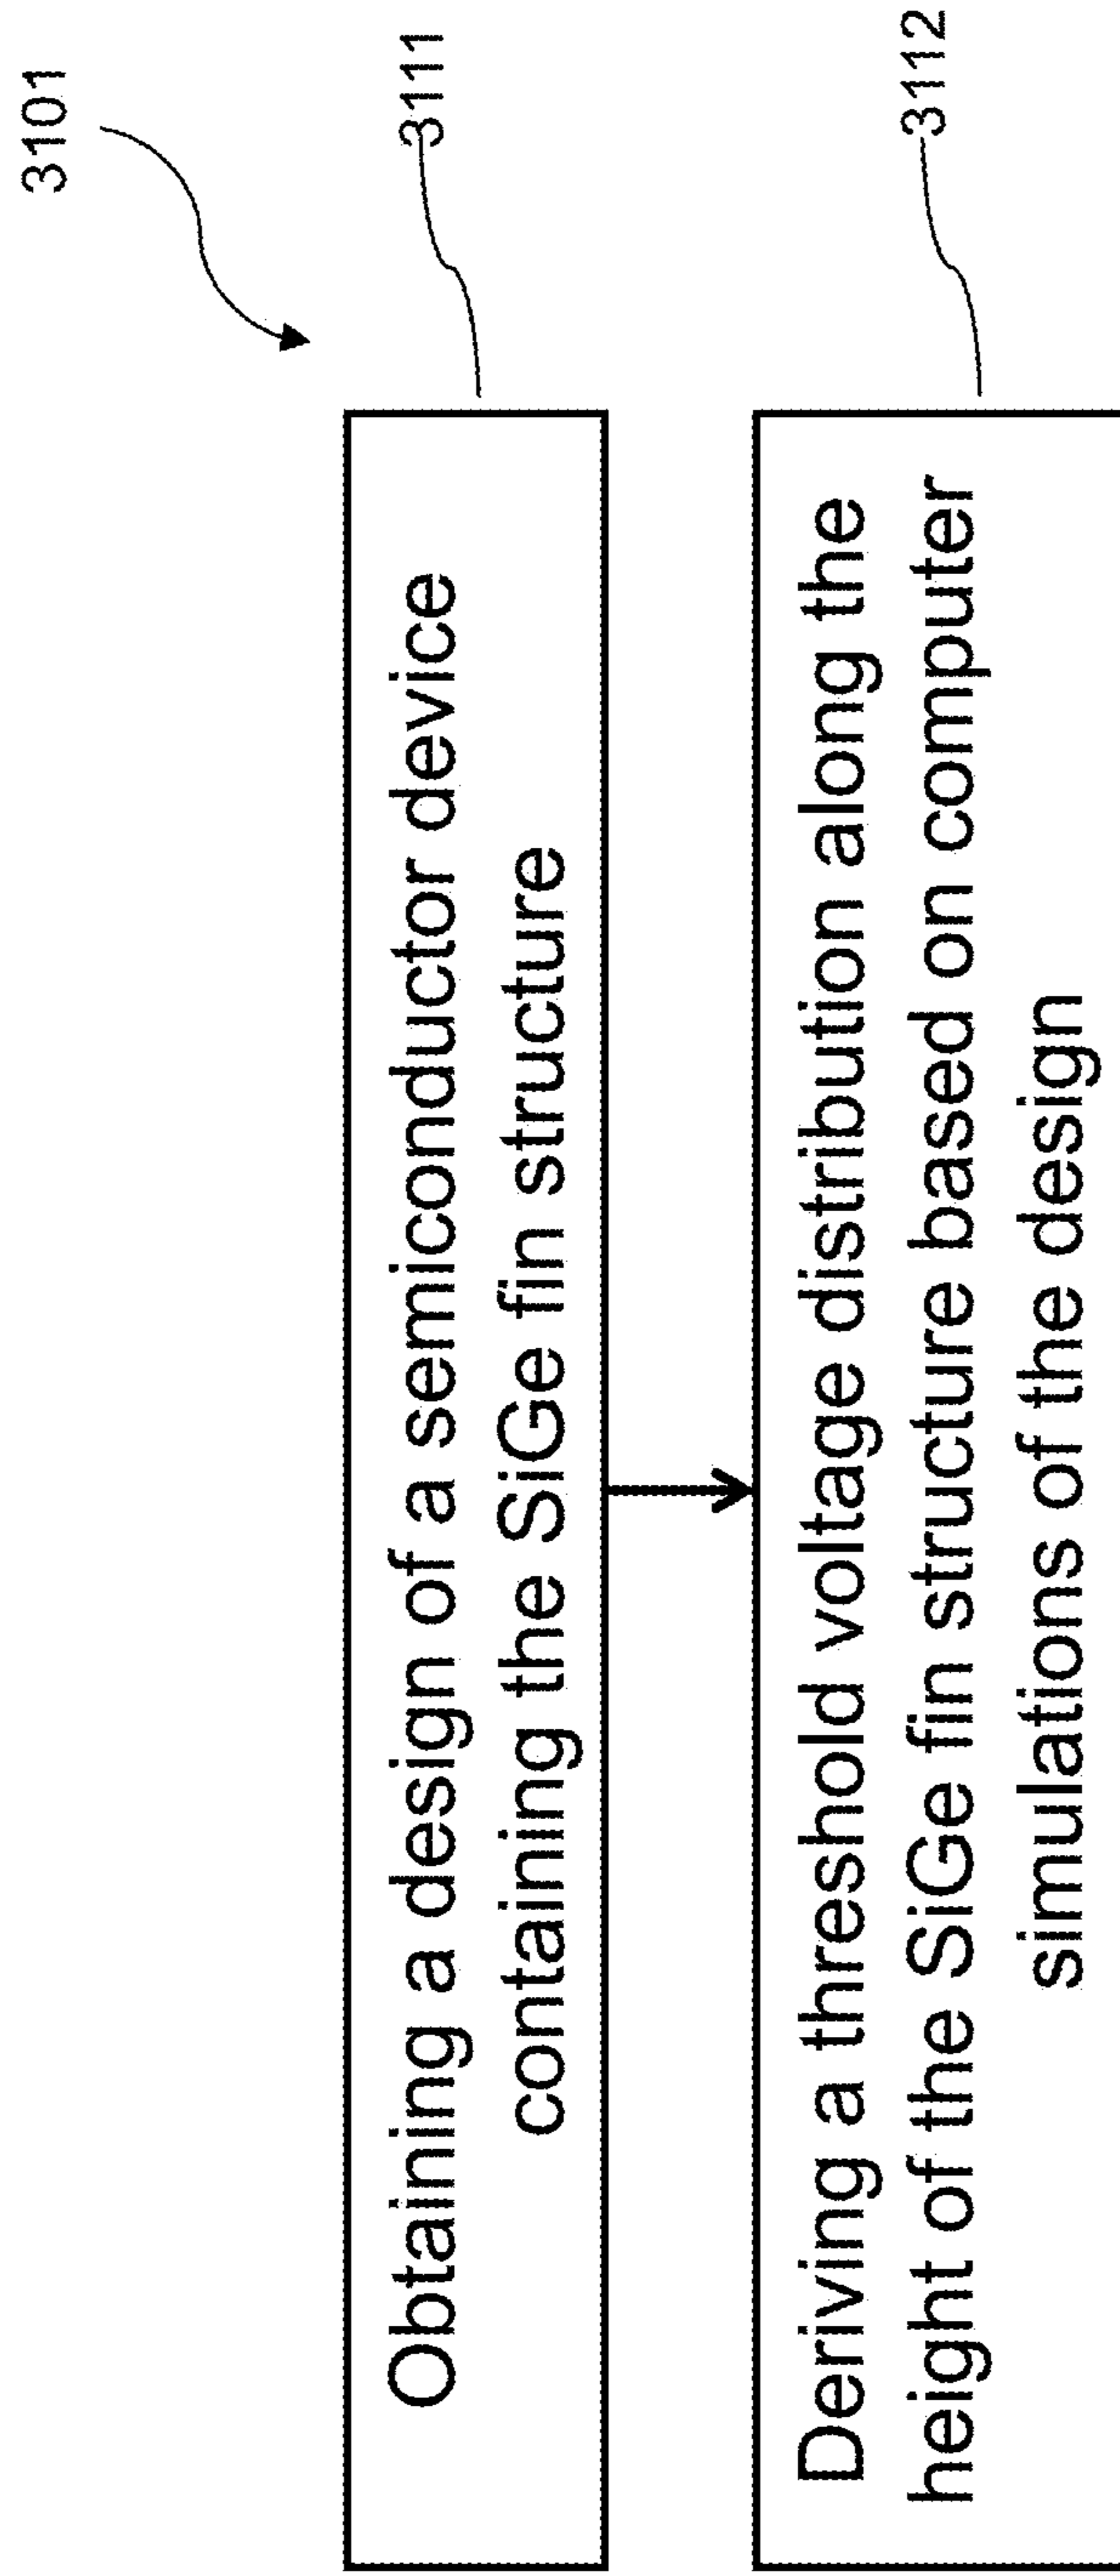 3101
Obtaining a design of a semiconductor device
containing the SiGe fin structure
3111
Deriving a threshold voltage distribution along the
height of the SiGe fin structure based on computer
simulations of the design
3112